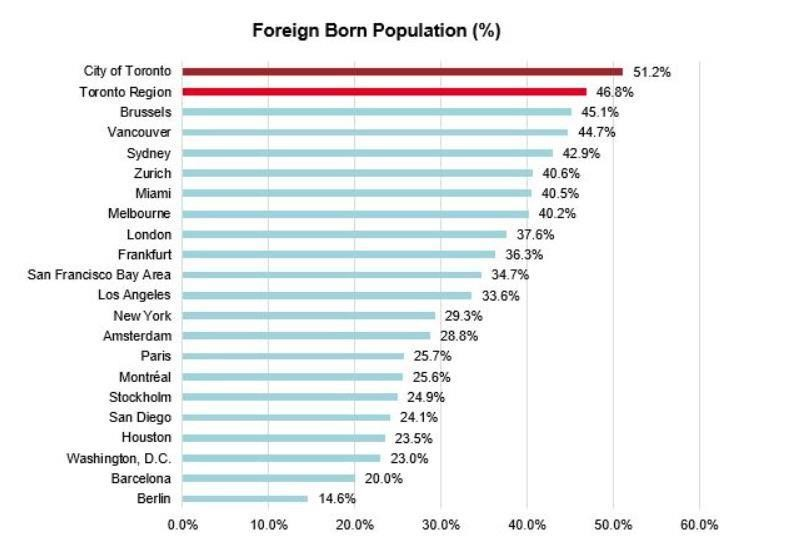 Foreign Born Population (%)
City of Toronto 51.2%
Toronto Region 46.8%
Brussels 45.1%
Vancouver 44.7%
Sydney 42.9%
Zurich 40.6%
Miami 40.5%
Melbourne 40.2%
London 37.6%
Frankfurt 36.3%
San Francisco Bay Area 34.7%
Los Angeles 33.6%
New York 29.3%
Amsterdam 28.8%
Paris 25.7%
Montréal 25.6%
Stockholm 24.9%
San Diego 24.1%
Houston 23.5%
Washington, D.C. 23.0%
Barcelona 20.0%
Berlin 14.6%
0.0% 10.0% 20.0% 30.0% 40.0% 50.0% 60.0%